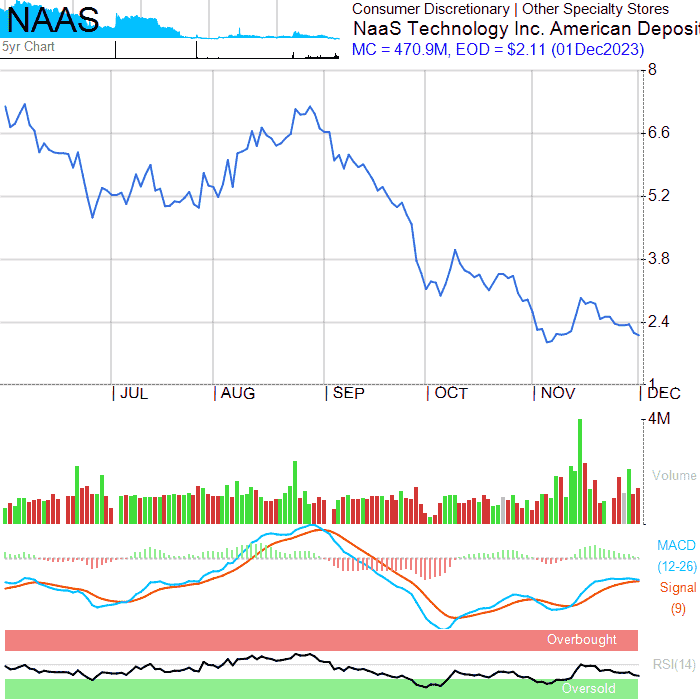 NAAS
5yr Chart
Consumer Discretionary | Other Specialty Stores
NaaS Technology Inc. American Deposi
MC = 470.9M, EOD = $2.11 (01Dec2023)
8
6.6
5.2
3.8
2.4
1
JUL AUG SEP OCT NOV DEC
4M
Volume
MACD
(12-26)
Signal
(9)
Overbought
RSI(14)
Oversold